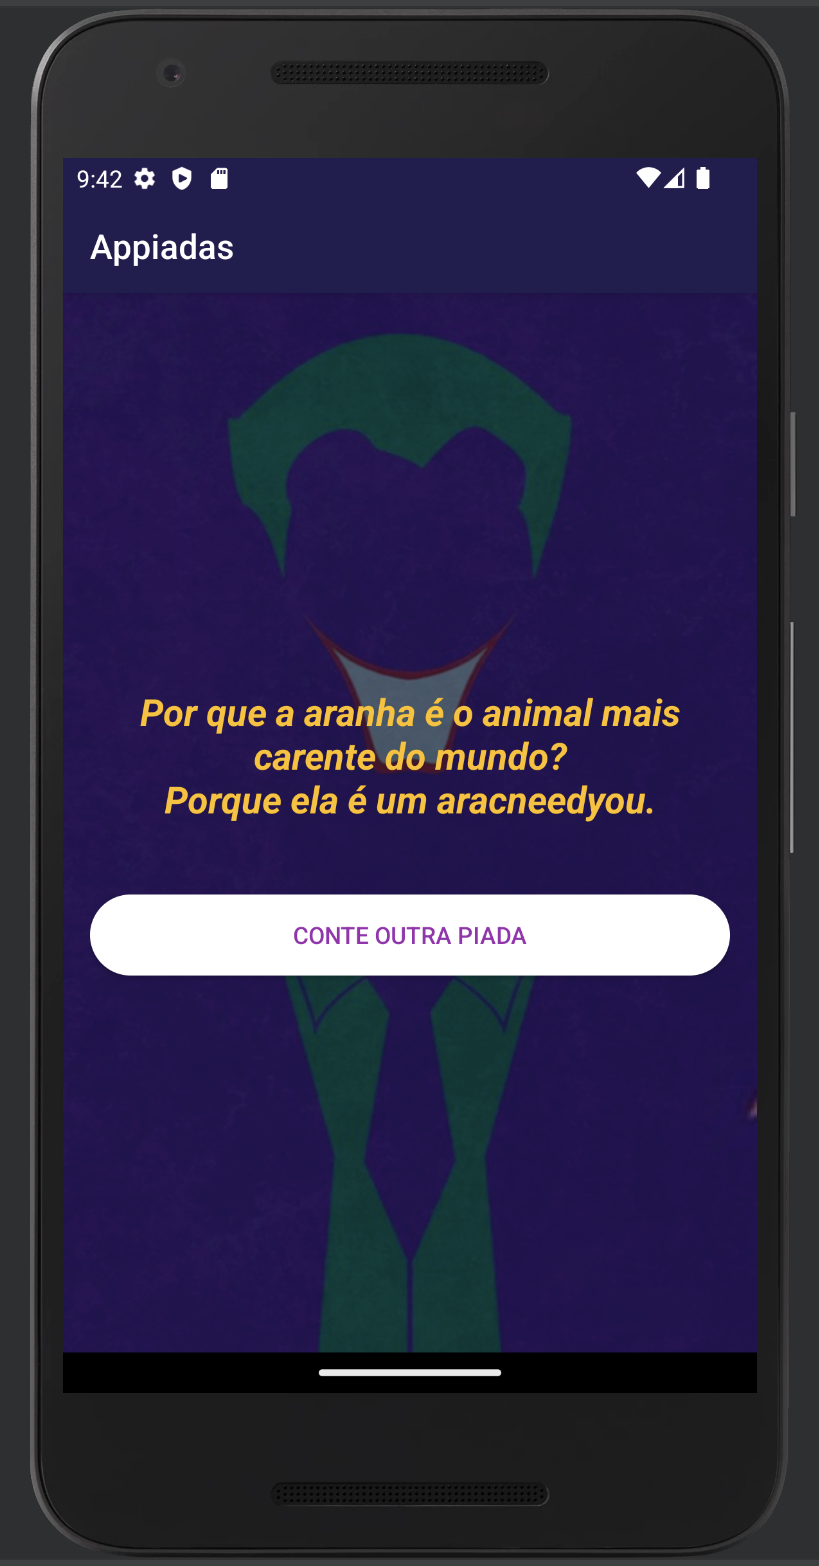 9:42
Appiadas
Por que a aranha é o animal mais
carente do mundo?
Porque ela é um aracneedyou.
CONTE OUTRA PIADA